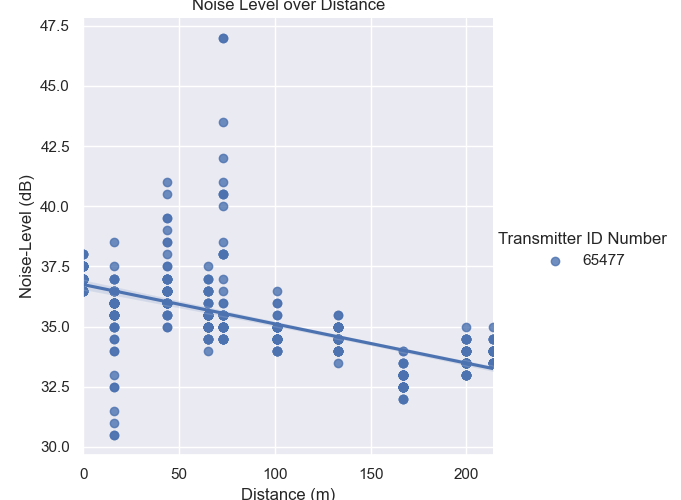 Noise Level over Distance
47.5
45.0
42.5
40.0
37.5
35.0
32.5
30.0
Noise-Level (dB)
0 50 100 150 200
Distance (m)
Transmitter ID Number
65477